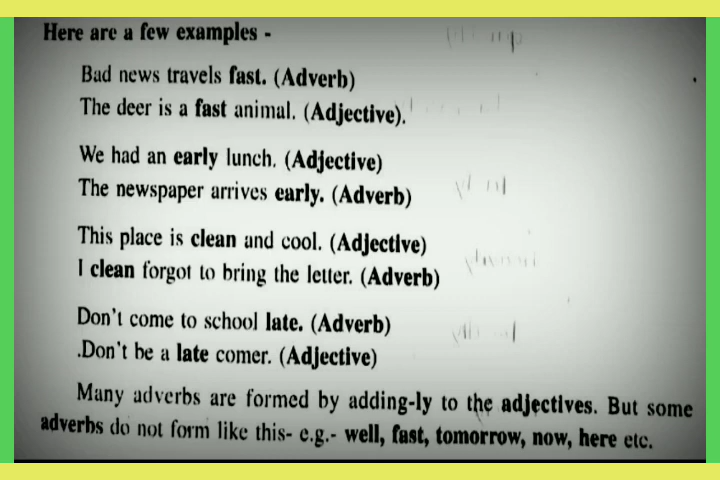 Here are a few examples -
Bad news travels fast. (Adverb)
The deer is a fast animal. (Adjective).
We had an early lunch. (Adjective)
The newspaper arrives early. (Adverb)
This place is clean and cool. (Adjective)
I clean forgot to bring the letter. (Adverb)
Don't come to school late. (Adverb)
.Don't be a late comer. (Adjective)
Many adverbs are formed by adding-ly to the adjectives. But some
adverbs do not form like this- e.g.- well, fast, tomorrow, now, here etc.